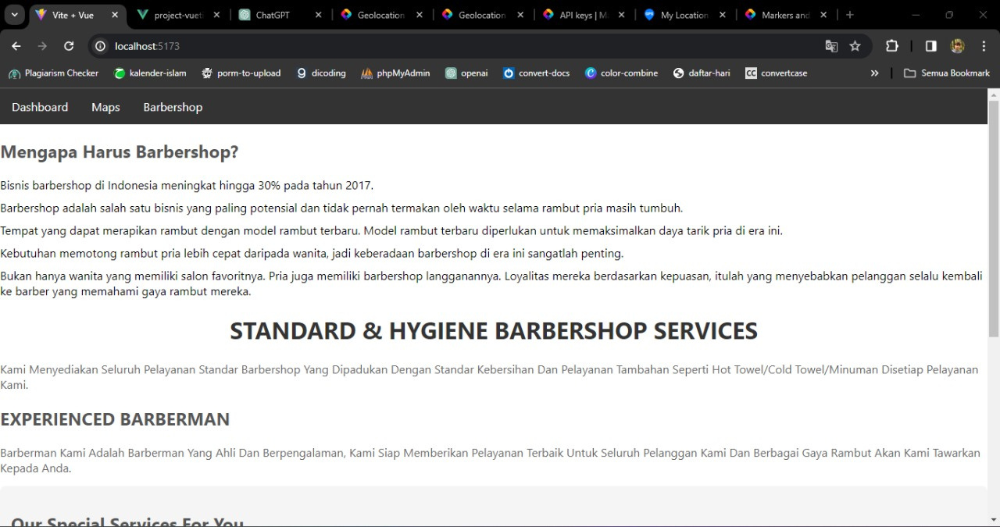 Vite + Vue
project-vueti
ChatGPT
Geolocation
Geolocation
API keys | Ma
My Location
Markers and
localhost:5173
Plagiarism Checker
kalender-islam
porm-to-upload
dicoding
phpMyAdmin
openai
convert-docs
color-combine
daftar-hari
CC convertcase
Semua Bookmark
Dashboard
Maps
Barbershop
Mengapa Harus Barbershop?
Bisnis barbershop di Indonesia meningkat hingga 30% pada tahun 2017.
Barbershop adalah salah satu bisnis yang paling potensial dan tidak pernah termakan oleh waktu selama rambut pria masih tumbuh.
Tempat yang dapat merapikan rambut dengan model rambut terbaru. Model rambut terbaru diperlukan untuk memaksimalkan daya tarik pria di era ini.
Kebutuhan memotong rambut pria lebih cepat daripada wanita, jadi keberadaan barbershop di era ini sangatlah penting.
Bukan hanya wanita yang memiliki salon favoritnya. Pria juga memiliki barbershop langganannya. Loyalitas mereka berdasarkan kepuasan, itulah yang menyebabkan pelanggan selalu kembali
ke barber yang memahami gaya rambut mereka.
STANDARD & HYGIENE BARBERSHOP SERVICES
Kami Menyediakan Seluruh Pelayanan Standar Barbershop Yang Dipadukan Dengan Standar Kebersihan Dan Pelayanan Tambahan Seperti Hot Towel/Cold Towel/Minuman Disetiap Pelayanan
Kami.
EXPERIENCED BARBERMAN
Barberman Kami Adalah Barberman Yang Ahli Dan Berpengalaman, Kami Siap Memberikan Pelayanan Terbaik Untuk Seluruh Pelanggan Kami Dan Berbagai Gaya Rambut Akan Kami Tawarkan
Kepada Anda.
Our Special Services For You